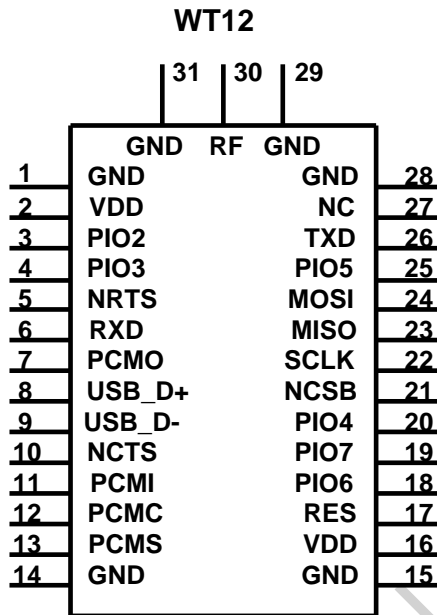 WT12
31 30 29
GND RF GND
1 GND GND 28
2 VDD NC 27
3 PIO2 TXD 26
4 PIO3 PIO5 25
5 NRTS MOSI 24
6 RXD MISO 23
7 PCMO SCLK 22
8 USB_D+ NCSB 21
9 USB_D- PIO4 20
10 NCTS PIO7 19
11 PCMI PIO6 18
12 PCMC RES 17
13 PCMS VDD 16
14 GND GND 15